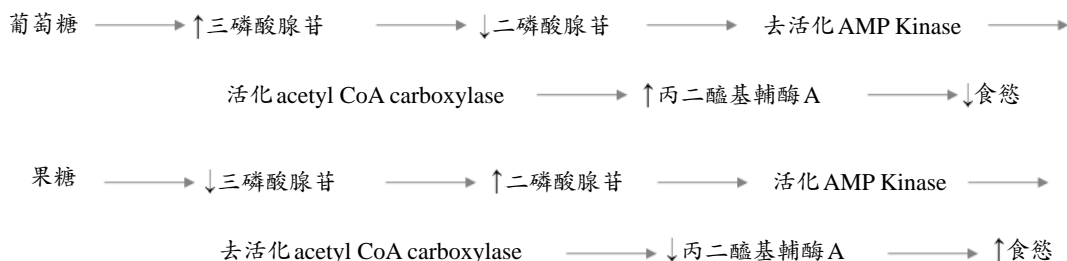 葡萄糖 → ↑三磷酸腺苷 → ↓二磷酸腺苷 → 去活化AMP Kinase →
活化acetyl CoA carboxylase → ↑丙二醯基輔酶A → ↓食慾
果糖 → ↓三磷酸腺苷 → ↑二磷酸腺苷 → 活化AMP Kinase →
去活化acetyl CoA carboxylase → ↓丙二醯基輔酶A → ↑食慾